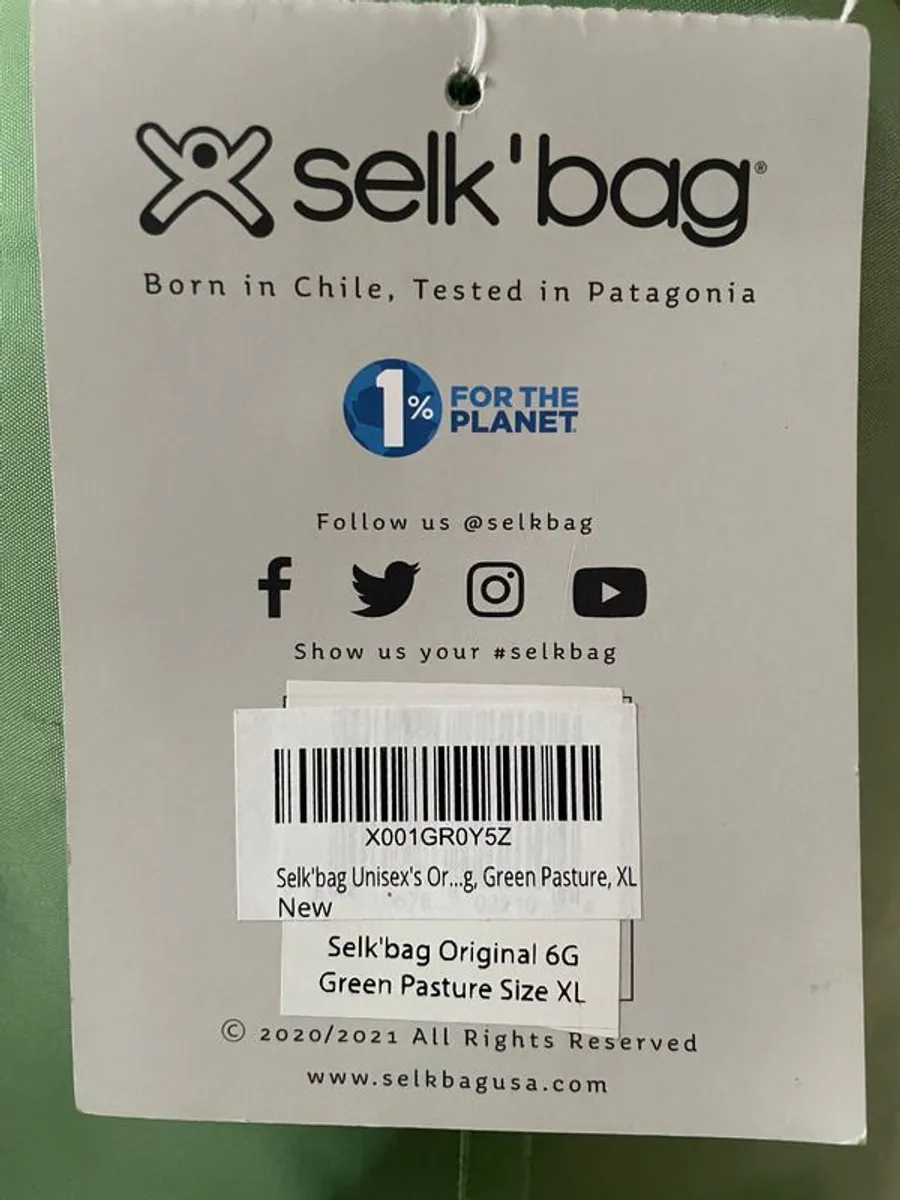 selk'bag®
Born in Chile, Tested in Patagonia
1% FOR THE
PLANET
Follow us @selkbag
Show us your #selkbag
X001GR0Y5Z
Selk'bag Unisex's Or...g, Green Pasture, XL
New
Selk'bag Original 6G
Green Pasture Size XL
© 2020/2021 All Rights Reserved
www.selkbagusa.com